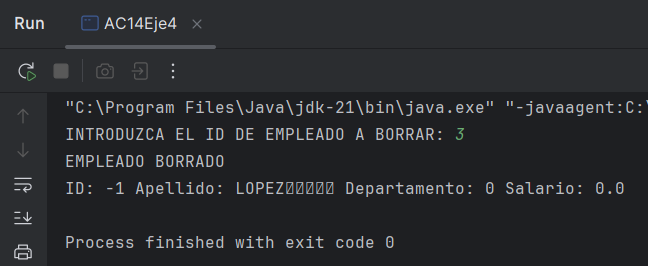 Run AC14Eje4
"C:\Program Files\Java\jdk-21\bin\java.exe" "-javaagent:C:\
INTRODUZCA EL ID DE EMPLEADO A BORRAR: 3
EMPLEADO BORRADO
ID: -1 Apellido: LOPEZ Departamento: 0 Salario: 0.0
Process finished with exit code 0